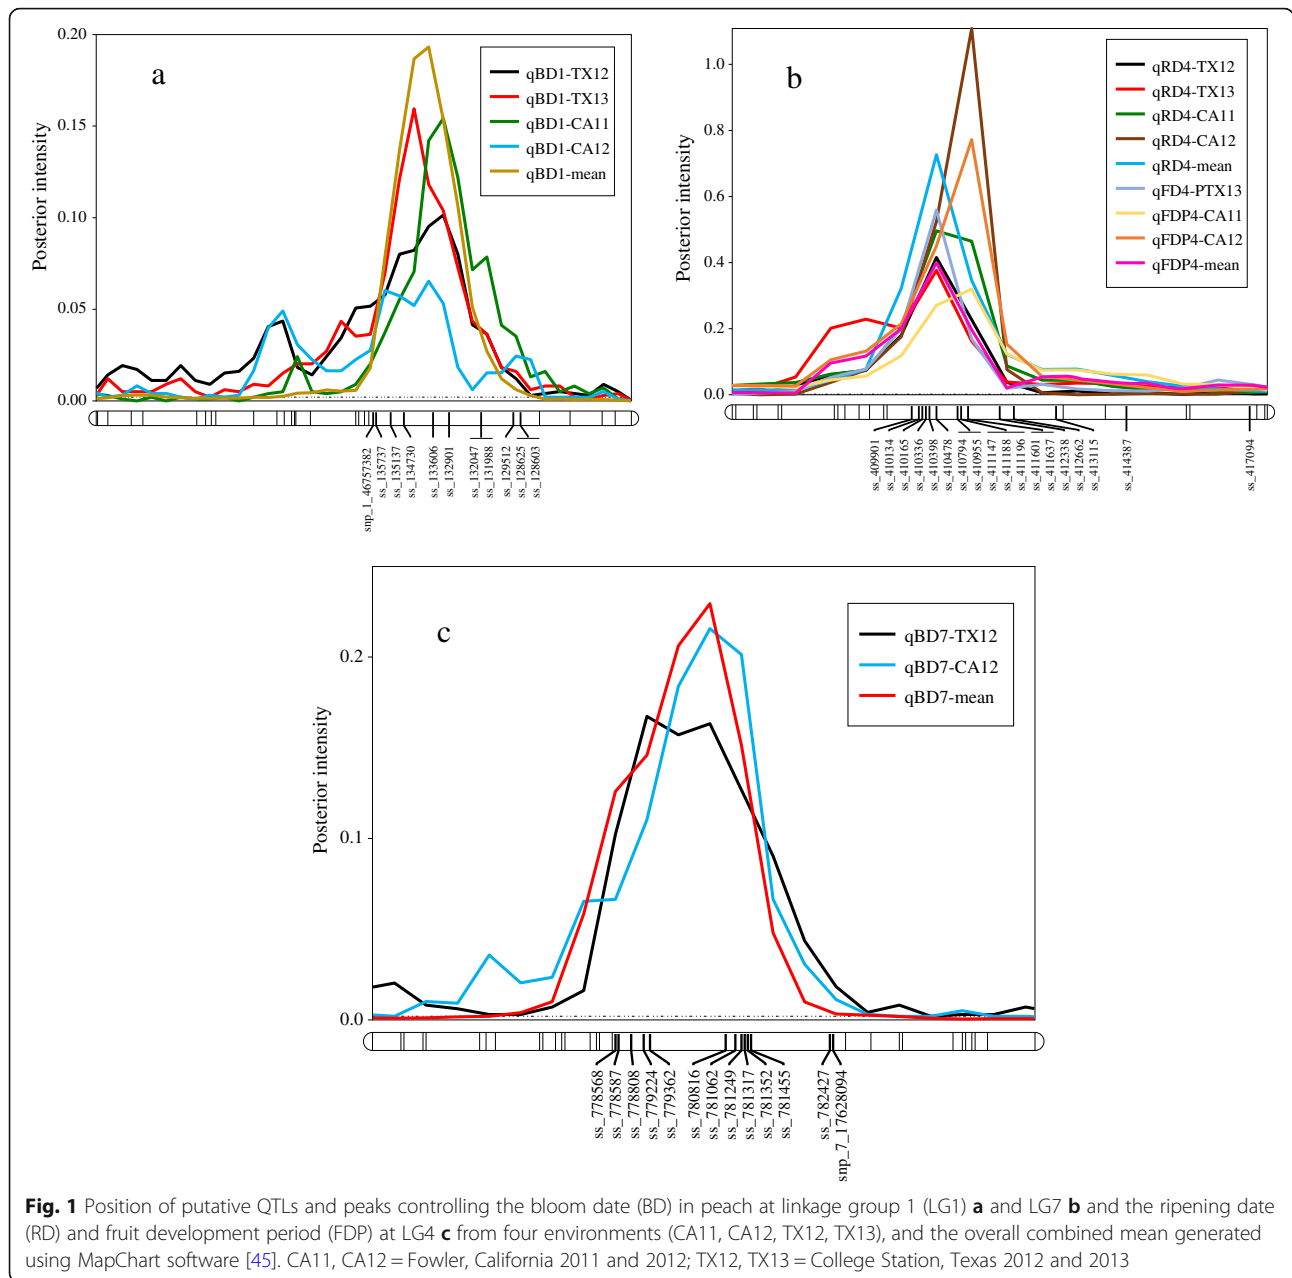 a
Posterior intensity
0.20
0.15
0.10
0.05
0.00
qBD1-TX12
qBD1-TX13
qBD1-CA11
qBD1-CA12
qBD1-mean
snp_1_46757382
ss_135737
ss_135137
ss_134730
ss_133606
ss_132901
ss_132047
ss_131988
ss_129512
ss_128625
ss_128603
b
Posterior intensity
1.0
0.8
0.6
0.4
0.2
0.0
qRD4-TX12
qRD4-TX13
qRD4-CA11
qRD4-CA12
qRD4-mean
qFD4-PTX13
qFDP4-CA11
qFDP4-CA12
qFDP4-mean
ss_409901
ss_410134
ss_410165
ss_410336
ss_410398
ss_410478
ss_410794
ss_410955
ss_411147
ss_411188
ss_411196
ss_411601
ss_411637
ss_412338
ss_412662
ss_413115
ss_414387
ss_417094
c
Posterior intensity
0.2
0.1
0.0
qBD7-TX12
qBD7-CA12
qBD7-mean
ss_778568
ss_778587
ss_778808
ss_779224
ss_779362
ss_780816
ss_781062
ss_781249
ss_781317
ss_781352
ss_781455
ss_782427
snp_7_17628094
Fig. 1 Position of putative QTLs and peaks controlling the bloom date (BD) in peach at linkage group 1 (LG1) a and LG7 b and the ripening date
(RD) and fruit development period (FDP) at LG4 c from four environments (CA11, CA12, TX12, TX13), and the overall combined mean generated
using MapChart software [45]. CA11, CA12 = Fowler, California 2011 and 2012; TX12, TX13 = College Station, Texas 2012 and 2013